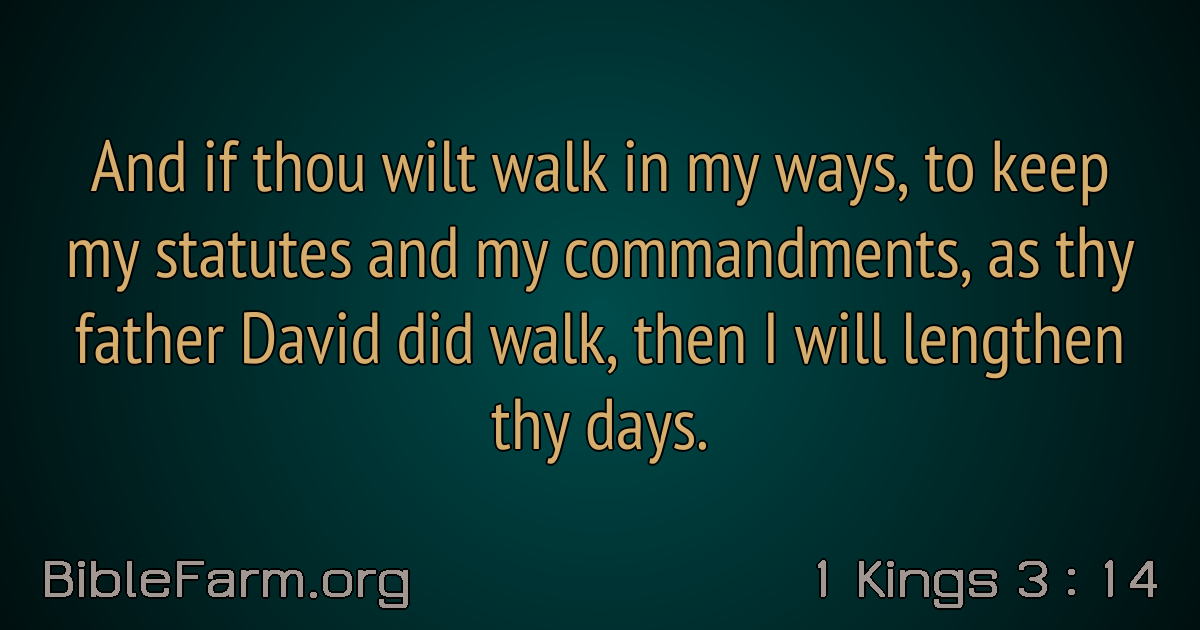 And if thou wilt walk in my ways, to keep
my statutes and my commandments, as thy
father David did walk, then I will lengthen
thy days.
BibleFarm.org
1 Kings 3 : 14